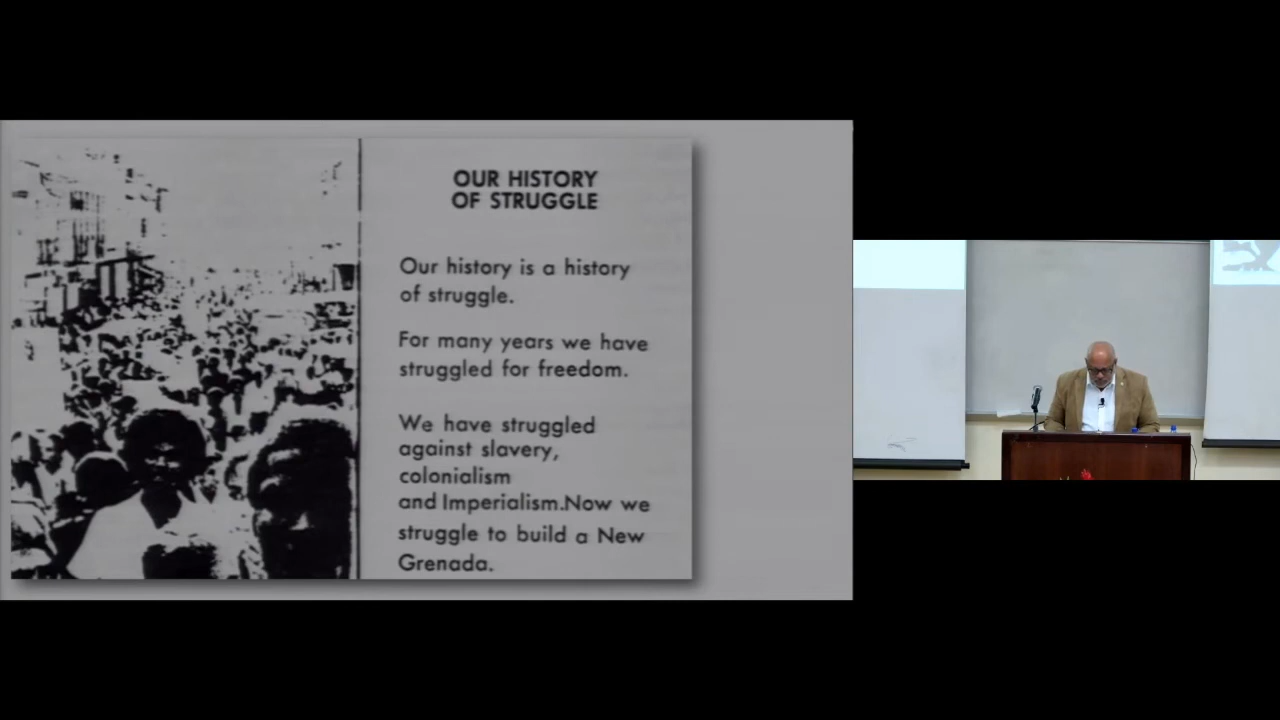 OUR HISTORY
OF STRUGGLE
Our history is a history
of struggle.
For many years we have
struggled for freedom.
We have struggled
against slavery,
colonialism
and Imperialism.Now we
struggle to build a New
Grenada.